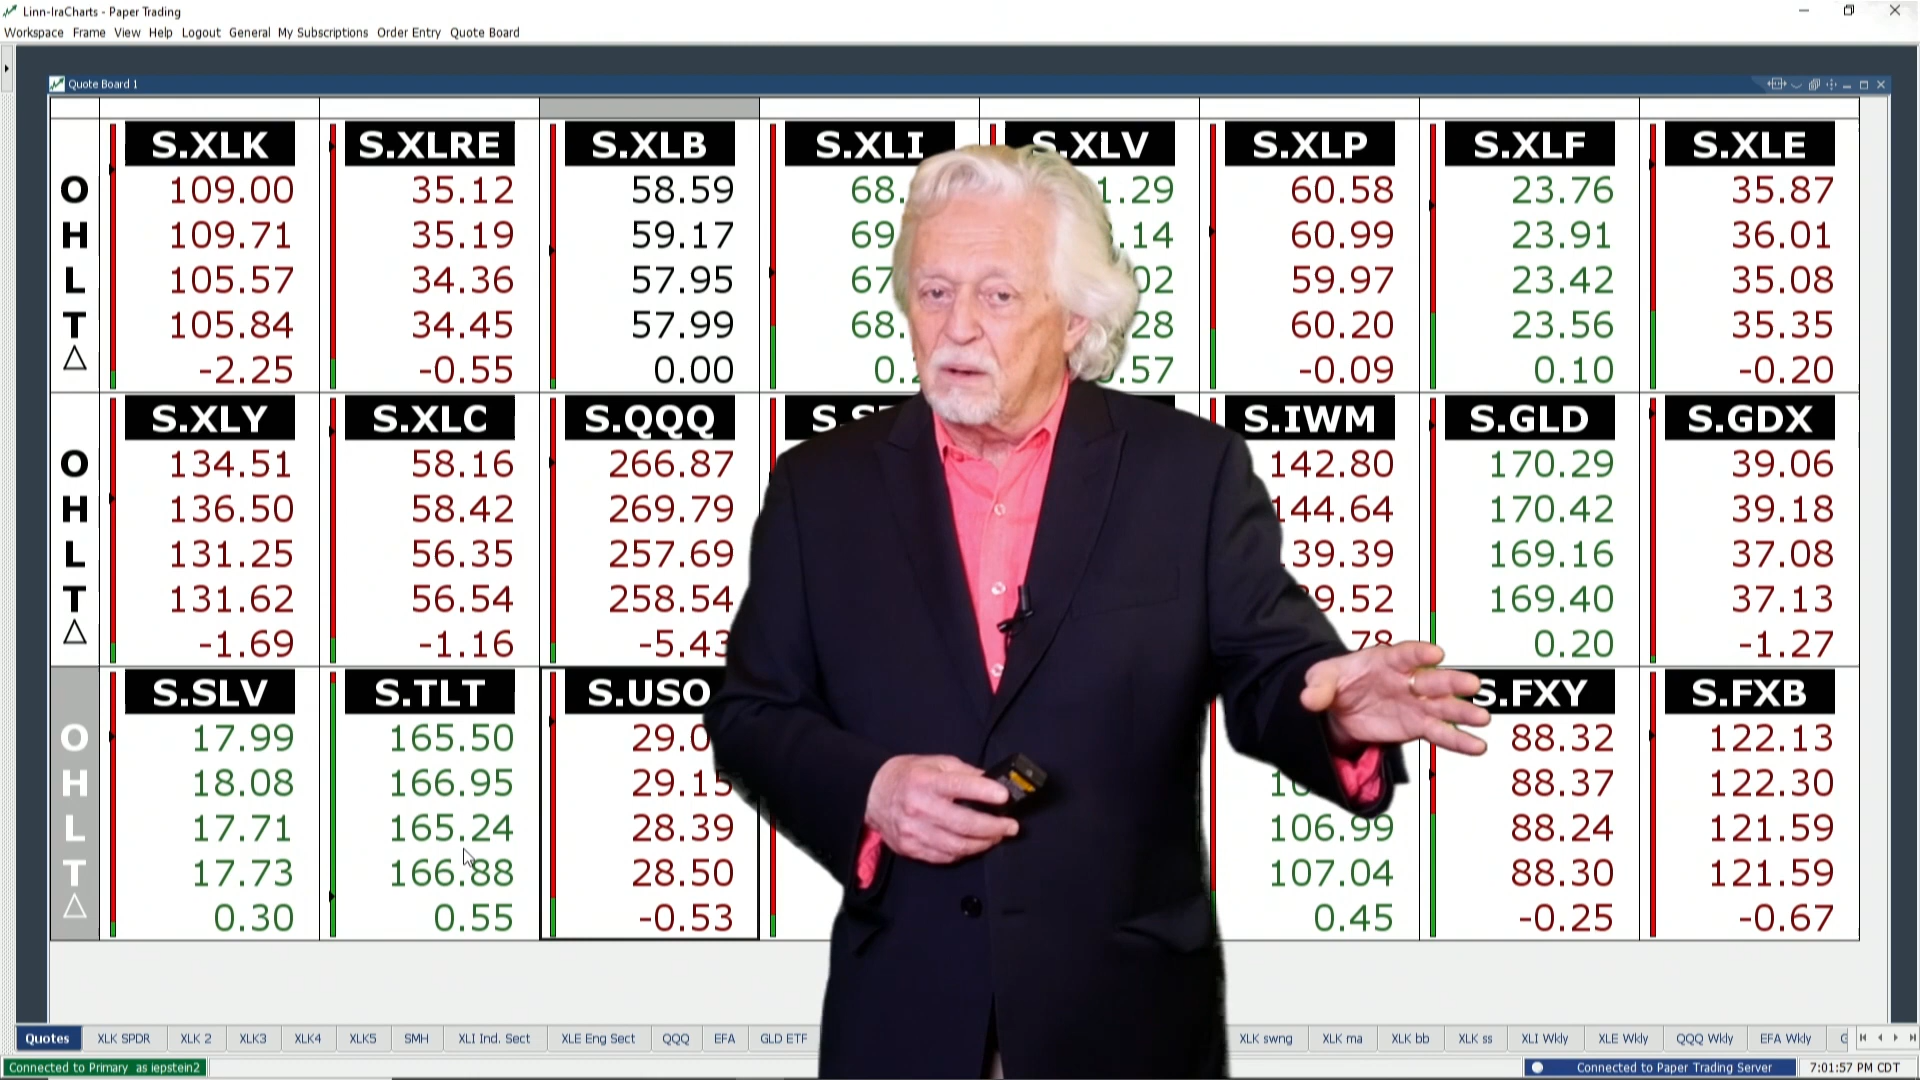 Linn-IraCharts - Paper Trading
Workspace Frame View Help Logout General My Subscriptions Order Entry Quote Board
Quote Board 1
S.XLK S.XLRE S.XLB S.XLI S.XLV S.XLP S.XLF S.XLE
O 109.00 35.12 58.59 60.58 23.76 35.87
H 109.71 35.19 59.17 60.99 23.91 36.01
L 105.57 34.36 57.95 59.97 23.42 35.08
T 105.84 34.45 57.99 60.20 23.56 35.35
△ -2.25 -0.55 0.00 -0.09 0.10 -0.20
S.XLY S.XLC S.QQQ S.IWM S.GLD S.GDX
O 134.51 58.16 266.87 142.80 170.29 39.06
H 136.50 58.42 269.79 144.64 170.42 39.18
L 131.25 56.35 257.69 169.16 37.08
T 131.62 56.54 258.54 169.40 37.13
△ -1.69 -1.16 -5.43 0.20 -1.27
S.SLV S.TLT S.USO S.FXY S.FXB
O 17.99 165.50 88.32 122.13
H 18.08 166.95 29.15 88.37 122.30
L 17.71 165.24 28.39 106.99 88.24 121.59
T 17.73 166.88 28.50 107.04 88.30 121.59
△ 0.30 0.55 -0.53 0.45 -0.25 -0.67
Quotes XLK SPDR XLK 2 XLK3 XLK4 XLK5 SMH XLI Ind. Sect XLE Eng Sect QQQ EFA GLD ETF XLK swng XLK ma XLK bb XLK ss XLI Wkly XLE Wkly QQQ Wkly EFA Wkly
Connected to Primary as iepstein2 Connected to Paper Trading Server 7:01:57 PM CDT